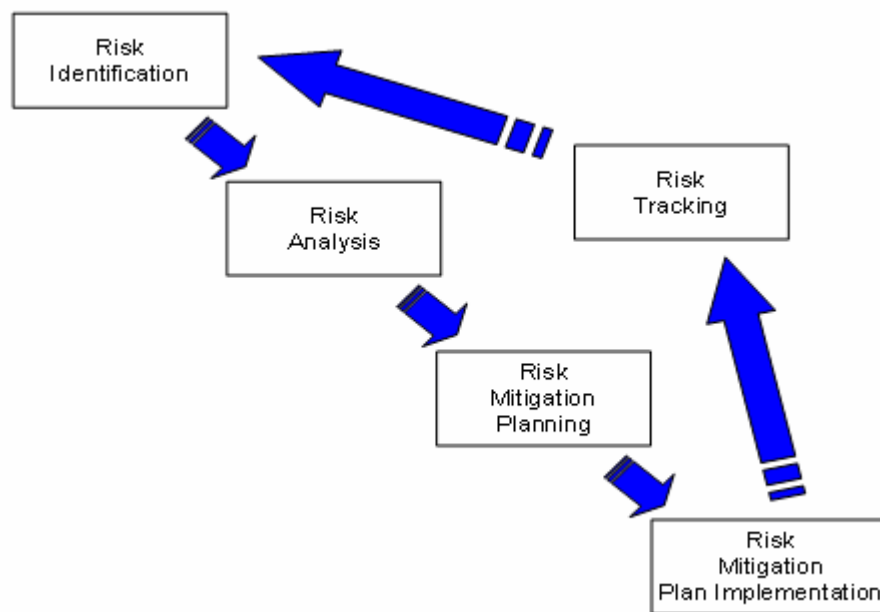 Risk
Identification
Risk
Tracking
Risk
Analysis
Risk
Mitigation
Planning
Risk
Mitigation
Plan Implementation